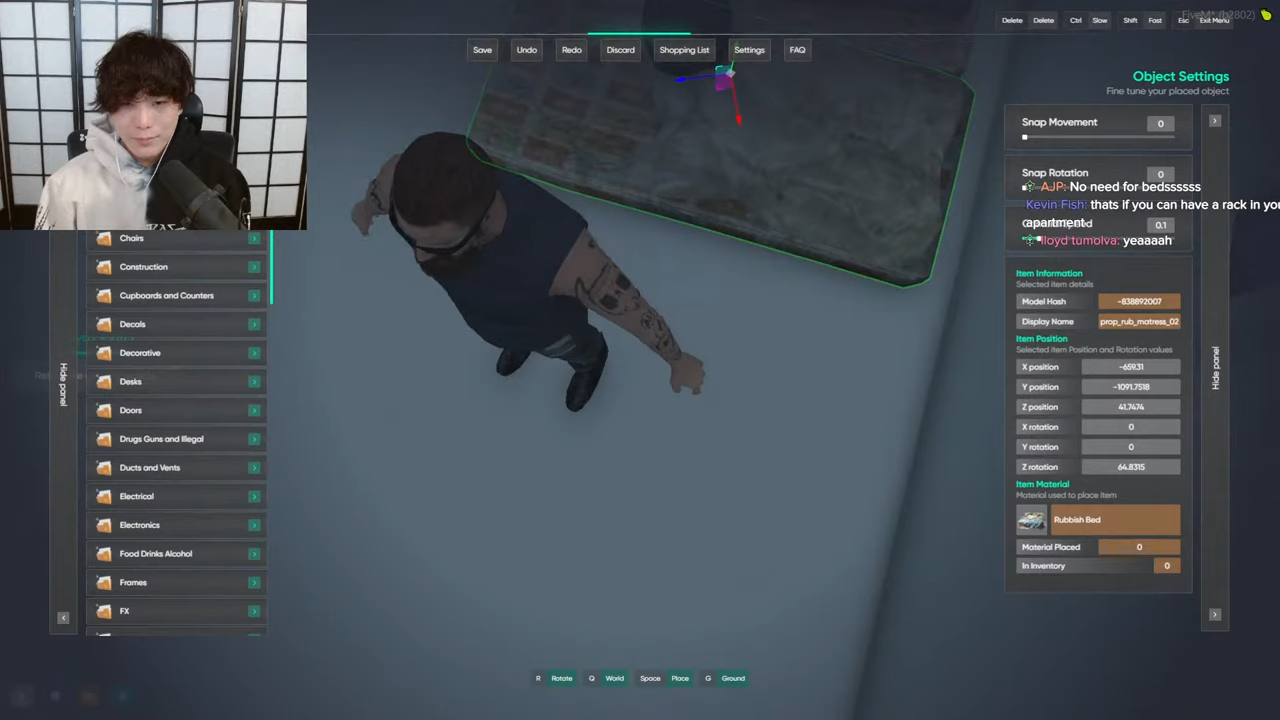 FiveM* (b2802)
Delete Delete Ctrl Slow Shift Fast Esc Exit Menu
Save Undo Redo Discard Shopping List Settings FAQ
Object Settings
Fine tune your placed object
Snap Movement 0
Snap Rotation 0
AJP: No need for bedssssss
Kevin Fish: thats if you can have a rack in you
apartment
0.1
lloyd tumolva: yeaaaah
Chairs
Construction
Cupboards and Counters
Decals
Decorative
Desks
Doors
Drugs Guns and Illegal
Ducts and Vents
Electrical
Electronics
Food Drinks Alcohol
Frames
FX
Hide panel
Item Information
Selected item details
Model Hash -838892007
Display Name prop_rub_matress_02
Item Position
Selected Item Position and Rotation values
X position -659.31
Y position -1091.7518
Z position 41.7474
X rotation 0
Y rotation 0
Z rotation 64.8315
Item Material
Material used to place item
Rubbish Bed
Material Placed 0
In Inventory 0
Hide panel
R Rotate Q World Space Place G Ground